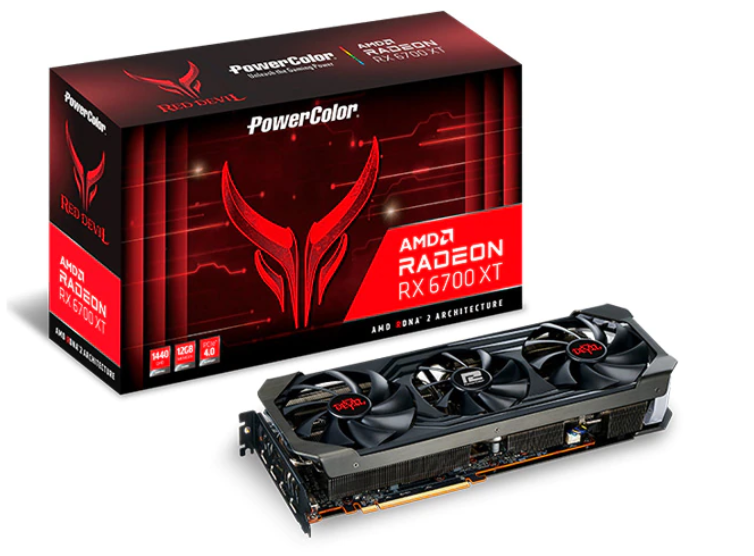 PowerColor
Unleash the Gaming Power
AMD
RADEON
RX 6700 XT
RED DEVIL
PowerColor
RED DEVIL
AMD
RADEON
RX 6700 XT
AMD RDNA 2 ARCHITECTURE
PowerColor
AMD
RADEON
RX 6700 XT
AMD RDNA 2 ARCHITECTURE
1440
12GB
4.0
DEVIL
DEVIL